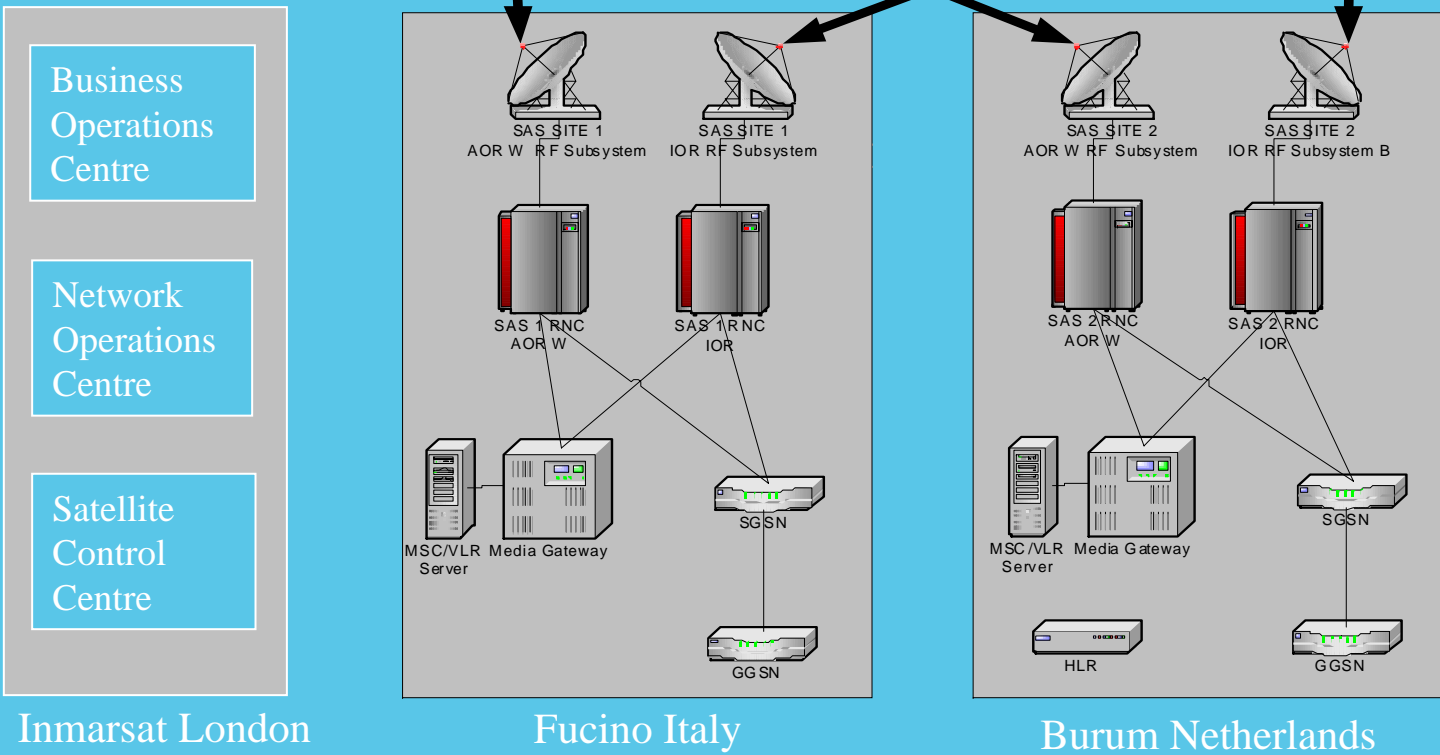 Business
Operations
Centre
Network
Operations
Centre
Satellite
Control
Centre
Inmarsat London
SAS SITE 1
AOR W RF Subsystem
SAS SITE 1
IOR RF Subsystem
SAS 1 RNC
AOR W
SAS 1 RNC
IOR
MSC/VLR
Server
Media Gateway
SGSN
GGSN
Fucino Italy
SAS SITE 2
AOR W RF Subsystem
SAS SITE 2
IOR RF Subsystem B
SAS 2 RNC
AOR W
SAS 2 RNC
IOR
MSC/VLR
Server
Media Gateway
SGSN
HLR
GGSN
Burum Netherlands